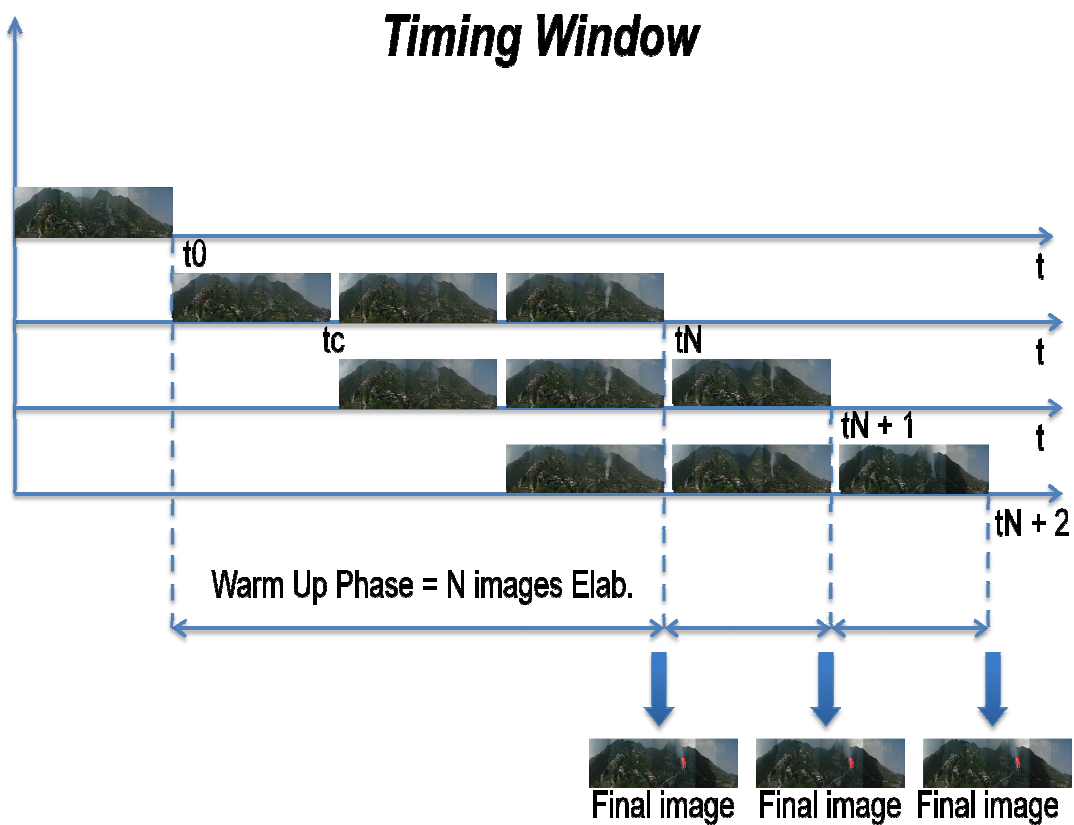 Timing Window
t0
t
tc
tN
t
tN + 1
t
tN + 2
Warm Up Phase = N images Elab.
Final image
Final image
Final image